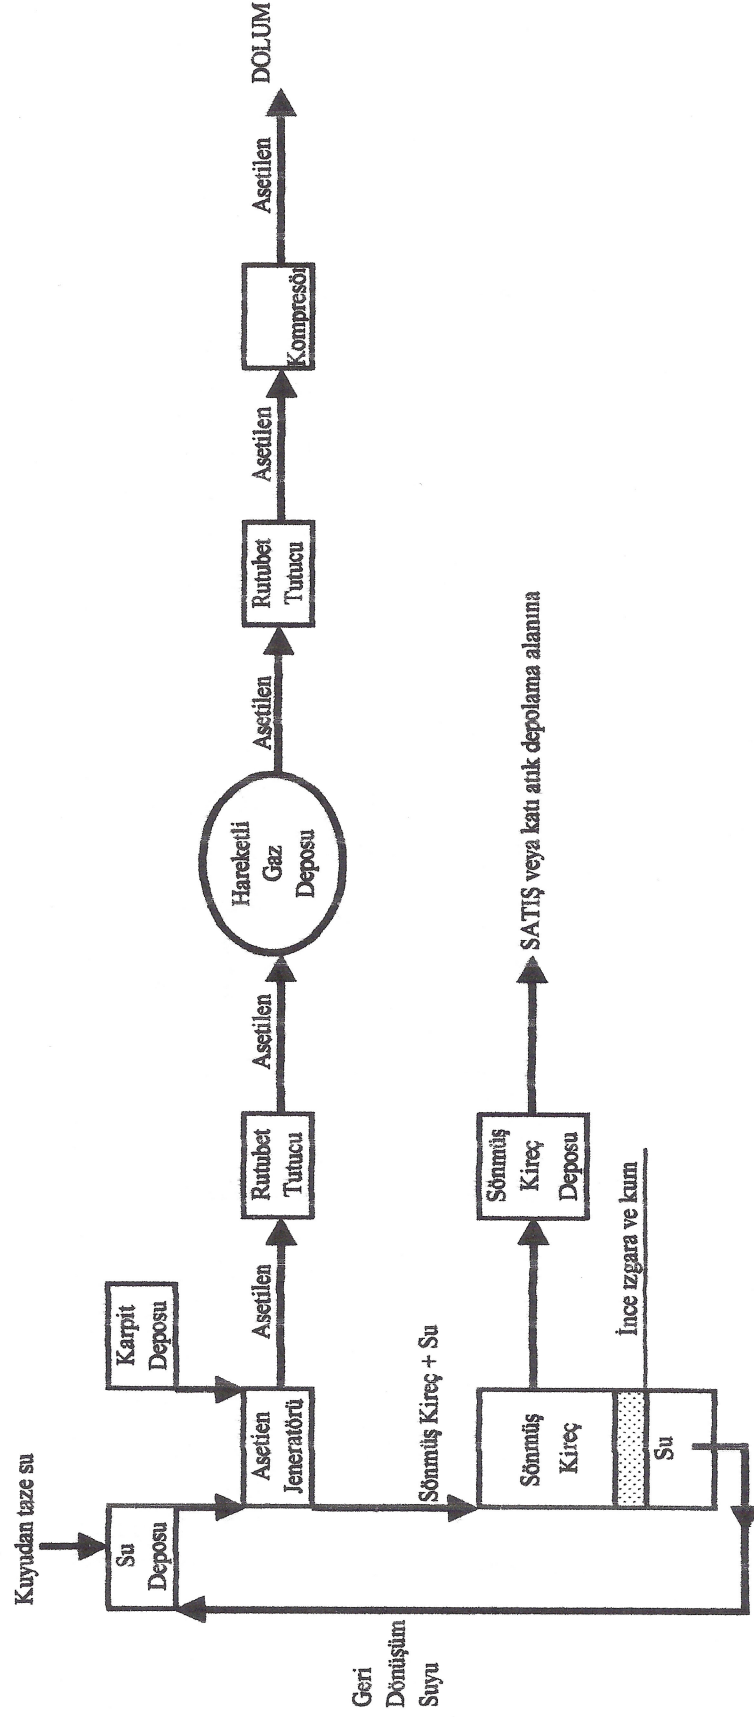 Kuyudan taze su
Su
Deposu
Karpit
Deposu
Asetien
Jeneratörü
Asetilen
Rutubet
Tutucu
Asetilen
Hareketli
Gaz
Deposu
Asetilen
Rutubet
Tutucu
Asetilen
Kompresör
Asetilen
DOLUM
Geri
Dönüşüm
Suyu
Sönmüş Kireç + Su
Sönmüş
Kireç
Su
İnce ızgara ve kum
Sönmüş
Kireç
Deposu
SATIŞ veya katı atık depolama alanına